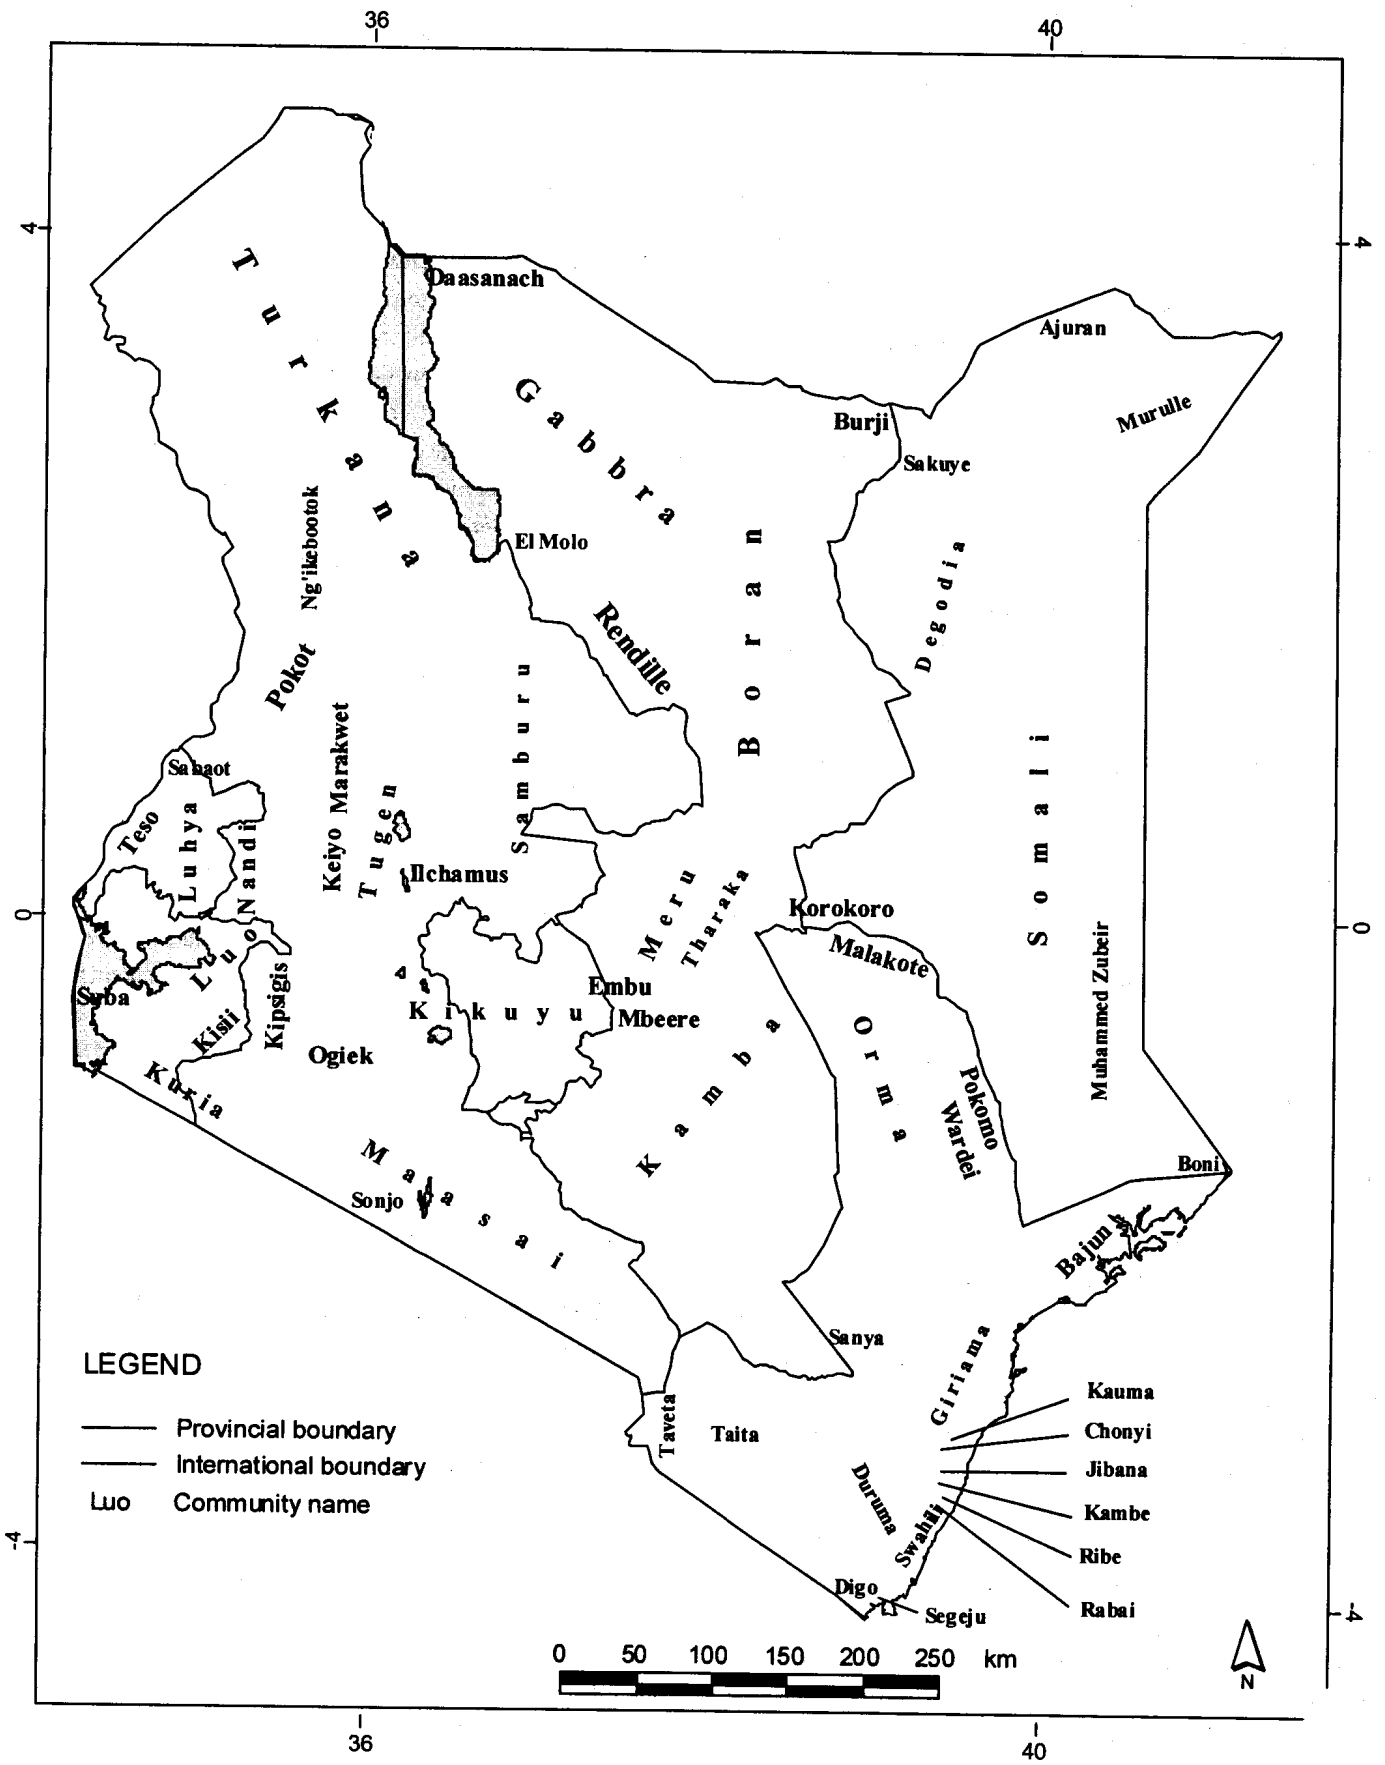 36
40
4
4
Turkana
Daasanach
Ajuran
Gabbra
Murulle
Burji
Sakuye
Ng'ikebootok
El Molo
Boran
Degodia
Rendille
Pokot
Samburu
Somali
Keiyo Marakwet
Sabaot
Tugen
Teso
Luhya
Nandi
Ilchamus
Meru
Tharaka
Korokoro
0
0
Malakote
Luo
Suba
Kipsigis
Kisii
Kikuyu
Embu
Mbeere
Ogiek
Kuria
Kamba
Orma
Pokomo
Wardei
Muhammed Zubeir
Maasai
Sonjo
Boni
Bajun
Sanya
Giriama
Taveta
Taita
Kauma
Chonyi
Jibana
Kambe
Ribe
Rabai
Duruma
Swahili
Digo
Segeju
LEGEND
Provincial boundary
International boundary
Luo Community name
-4
-4
0 50 100 150 200 250 km
N
36
40